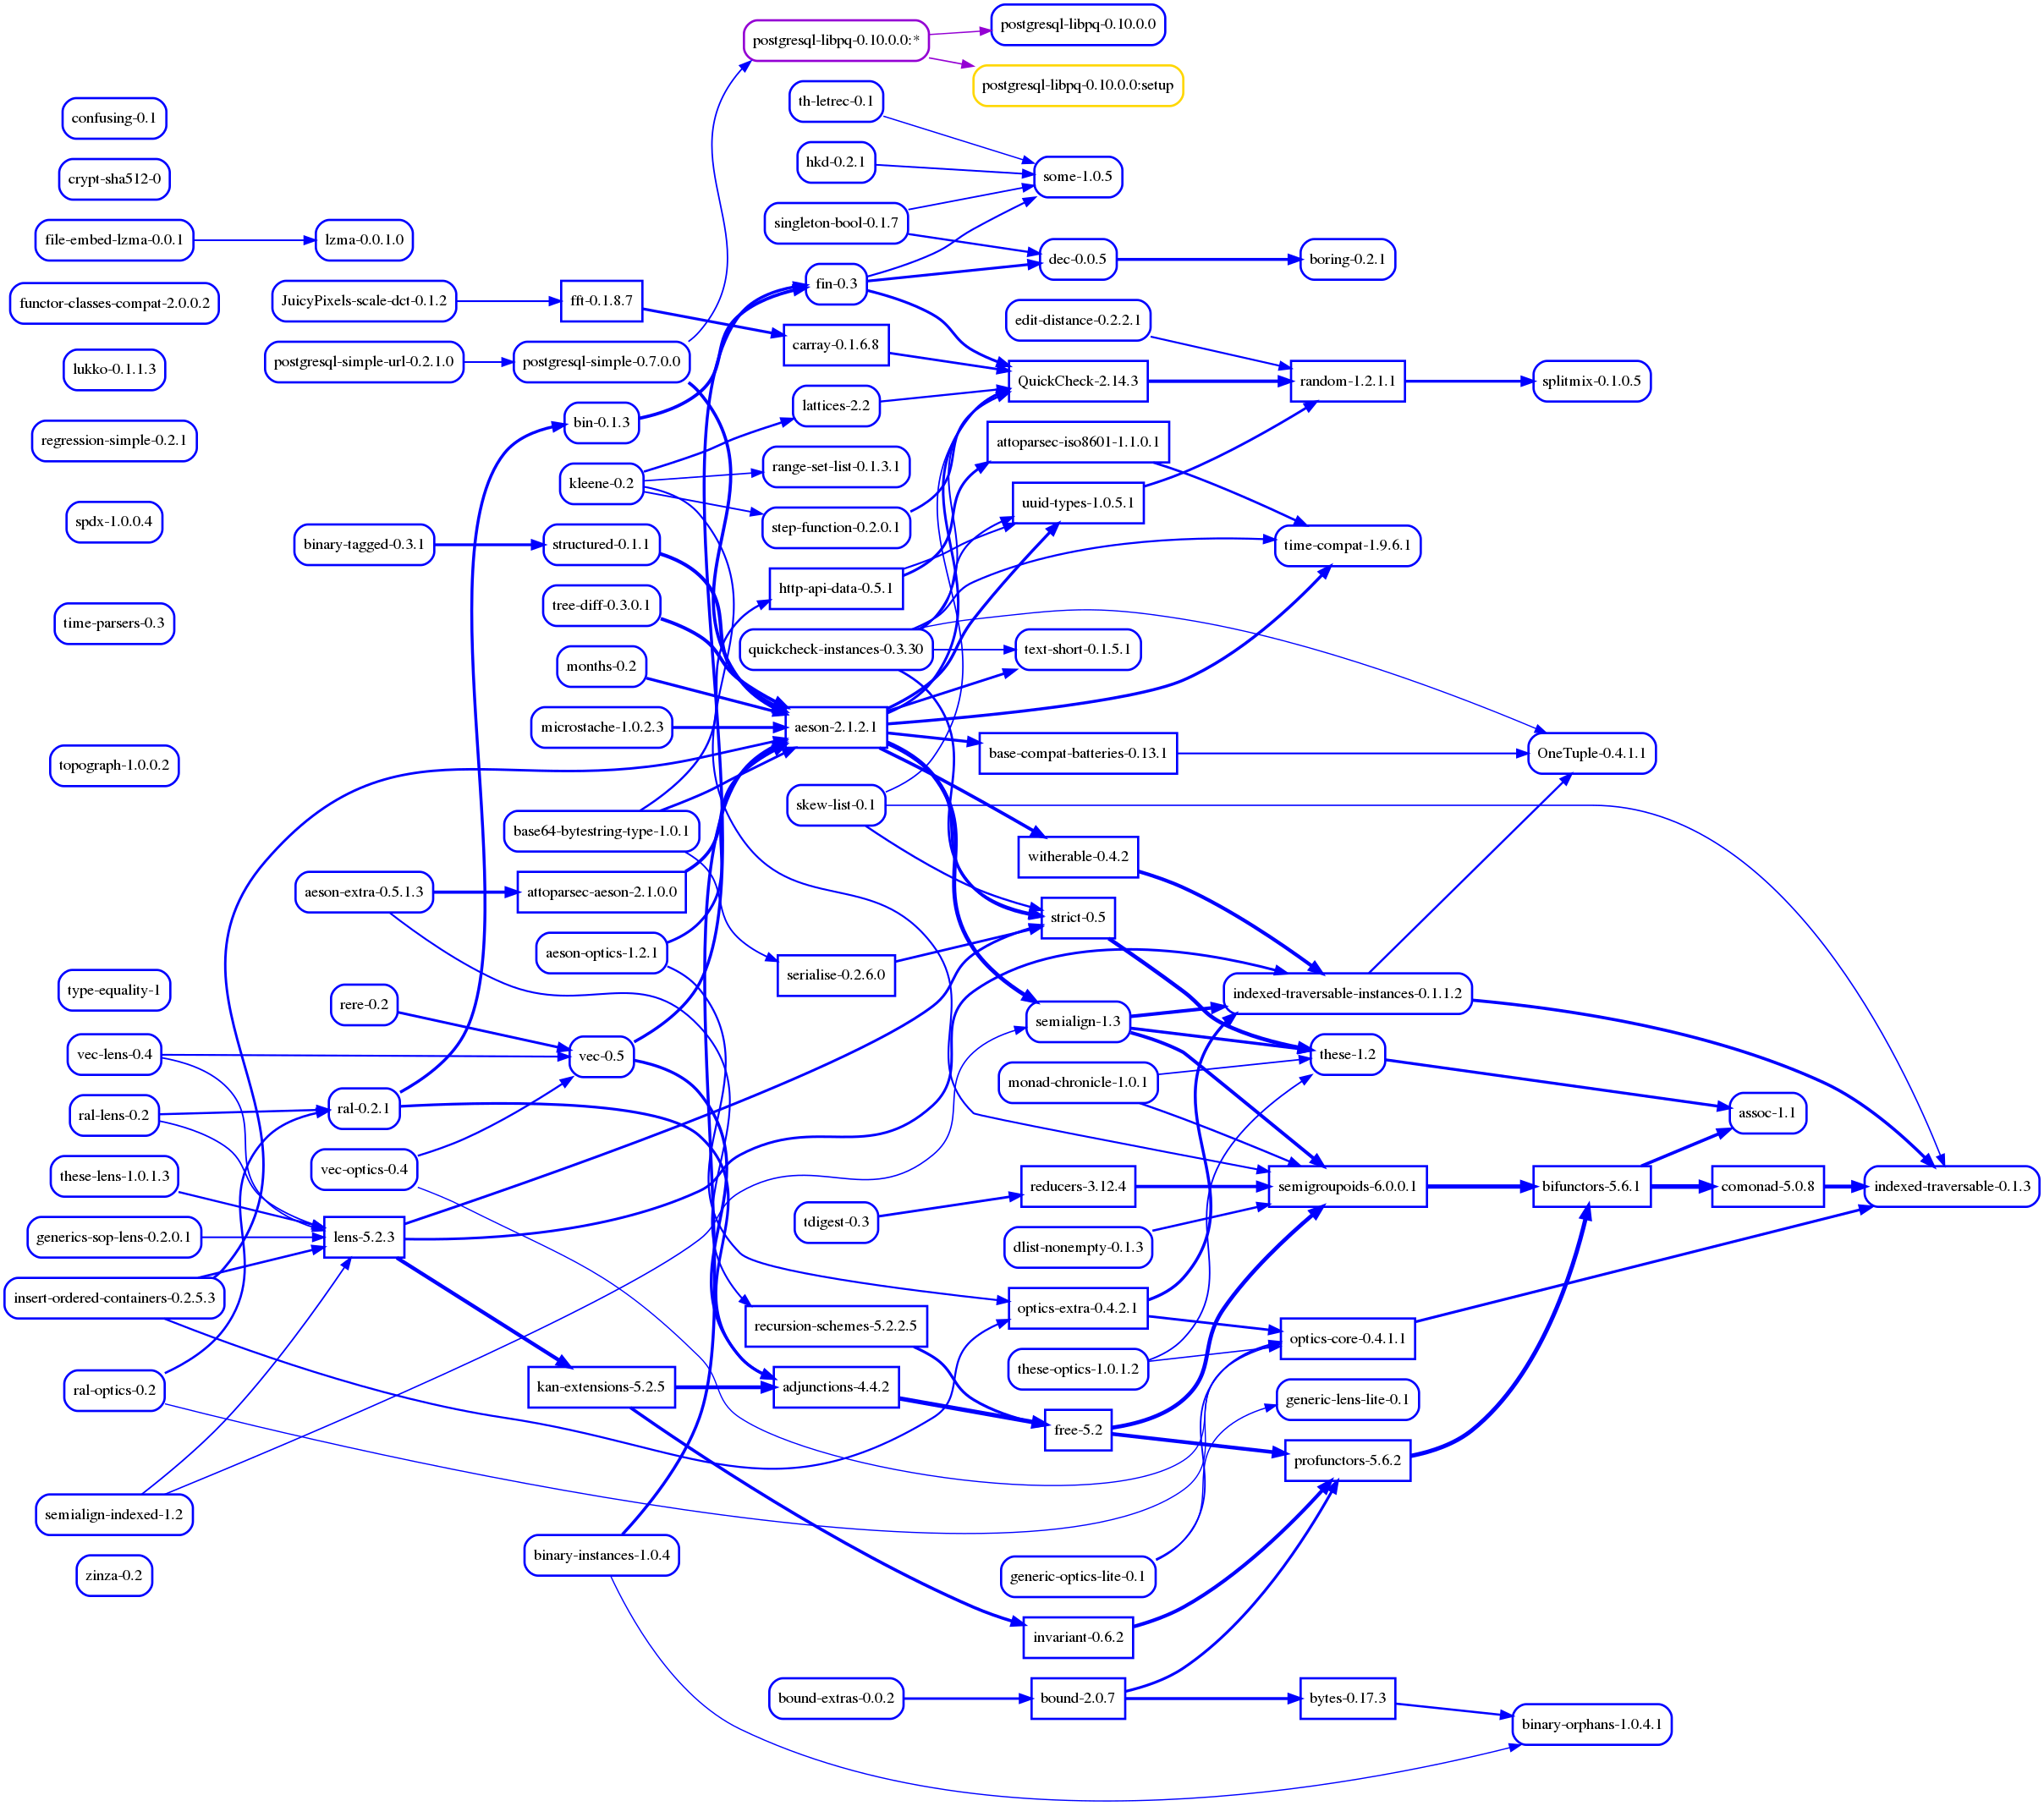 postgresql-libpq-0.10.0.0:*
postgresql-libpq-0.10.0.0
postgresql-libpq-0.10.0.0:setup
confusing-0.1
th-letrec-0.1
crypt-sha512-0
hkd-0.2.1
some-1.0.5
file-embed-lzma-0.0.1
lzma-0.0.1.0
singleton-bool-0.1.7
dec-0.0.5
boring-0.2.1
functor-classes-compat-2.0.0.2
JuicyPixels-scale-dct-0.1.2
fft-0.1.8.7
fin-0.3
edit-distance-0.2.2.1
lukko-0.1.1.3
postgresql-simple-url-0.2.1.0
postgresql-simple-0.7.0.0
carray-0.1.6.8
QuickCheck-2.14.3
random-1.2.1.1
splitmix-0.1.0.5
regression-simple-0.2.1
bin-0.1.3
lattices-2.2
attoparsec-iso8601-1.1.0.1
kleene-0.2
range-set-list-0.1.3.1
uuid-types-1.0.5.1
spdx-1.0.0.4
binary-tagged-0.3.1
structured-0.1.1
step-function-0.2.0.1
time-compat-1.9.6.1
tree-diff-0.3.0.1
http-api-data-0.5.1
time-parsers-0.3
months-0.2
quickcheck-instances-0.3.30
text-short-0.1.5.1
microstache-1.0.2.3
aeson-2.1.2.1
base-compat-batteries-0.13.1
OneTuple-0.4.1.1
topograph-1.0.0.2
base64-bytestring-type-1.0.1
skew-list-0.1
witherable-0.4.2
aeson-extra-0.5.1.3
attoparsec-aeson-2.1.0.0
strict-0.5
aeson-optics-1.2.1
serialise-0.2.6.0
type-equality-1
rere-0.2
indexed-traversable-instances-0.1.1.2
semialign-1.3
vec-lens-0.4
vec-0.5
these-1.2
monad-chronicle-1.0.1
ral-lens-0.2
ral-0.2.1
assoc-1.1
these-lens-1.0.1.3
vec-optics-0.4
reducers-3.12.4
semigroupoids-6.0.0.1
bifunctors-5.6.1
comonad-5.0.8
indexed-traversable-0.1.3
generics-sop-lens-0.2.0.1
lens-5.2.3
tdigest-0.3
dlist-nonempty-0.1.3
insert-ordered-containers-0.2.5.3
recursion-schemes-5.2.2.5
optics-extra-0.4.2.1
optics-core-0.4.1.1
ral-optics-0.2
kan-extensions-5.2.5
adjunctions-4.4.2
these-optics-1.0.1.2
generic-lens-lite-0.1
free-5.2
profunctors-5.6.2
semialign-indexed-1.2
zinza-0.2
binary-instances-1.0.4
generic-optics-lite-0.1
invariant-0.6.2
bound-extras-0.0.2
bound-2.0.7
bytes-0.17.3
binary-orphans-1.0.4.1